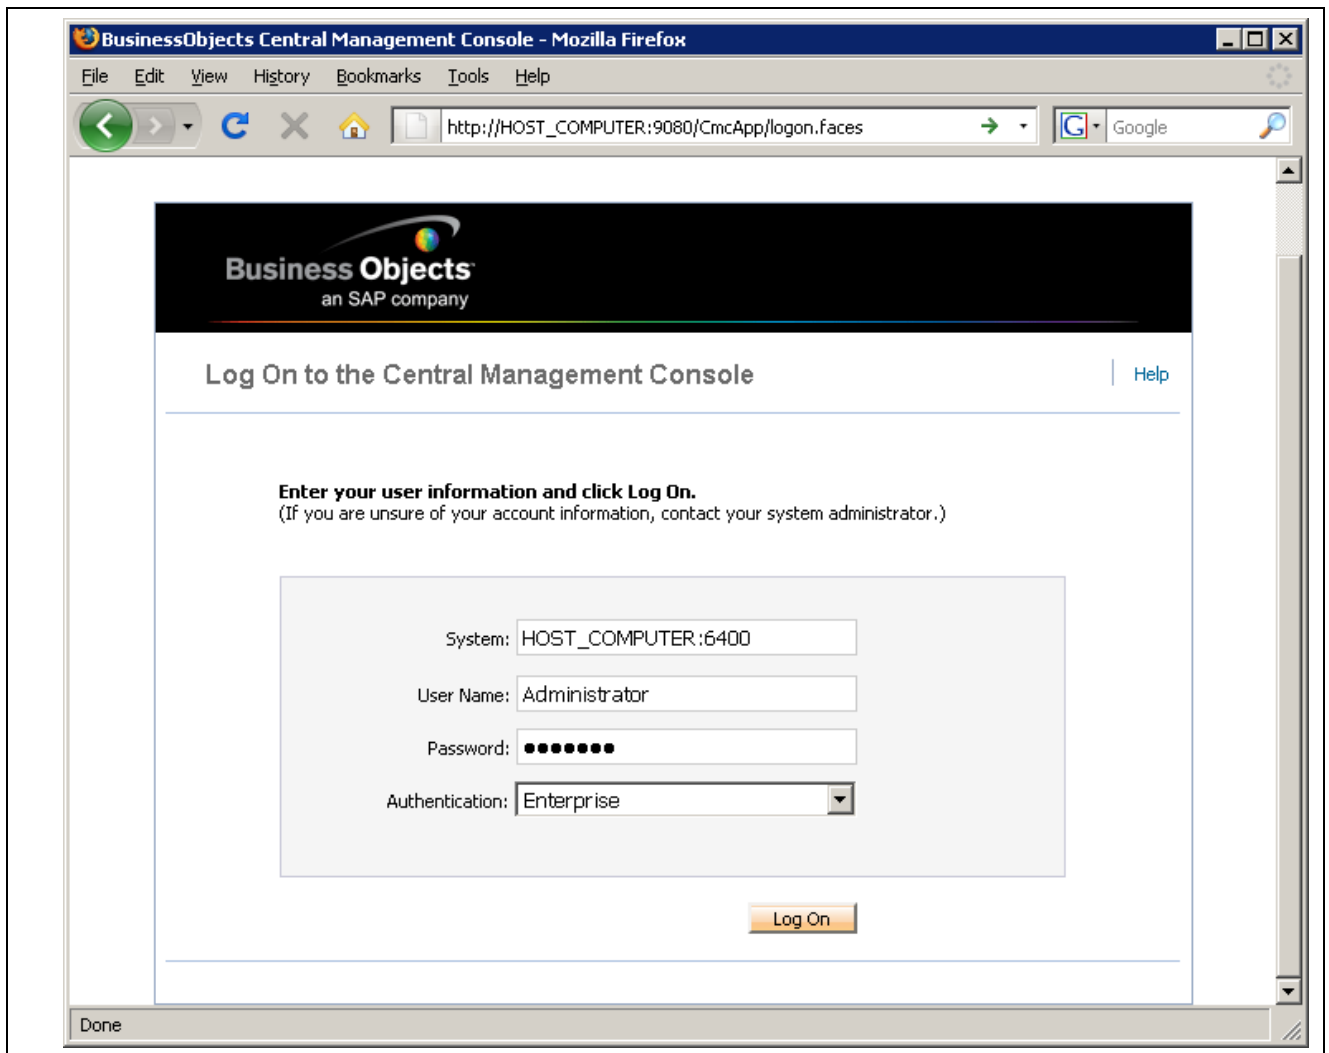 BusinessObjects Central Management Console - Mozilla Firefox
File Edit View History Bookmarks Tools Help
http://HOST_COMPUTER:9080/CmcApp/logon.faces G Google
Business Objects
an SAP company
Log On to the Central Management Console Help
Enter your user information and click Log On.
(If you are unsure of your account information, contact your system administrator.)
System: HOST_COMPUTER:6400
User Name: Administrator
Password: ●●●●●●●
Authentication: Enterprise
Log On
Done